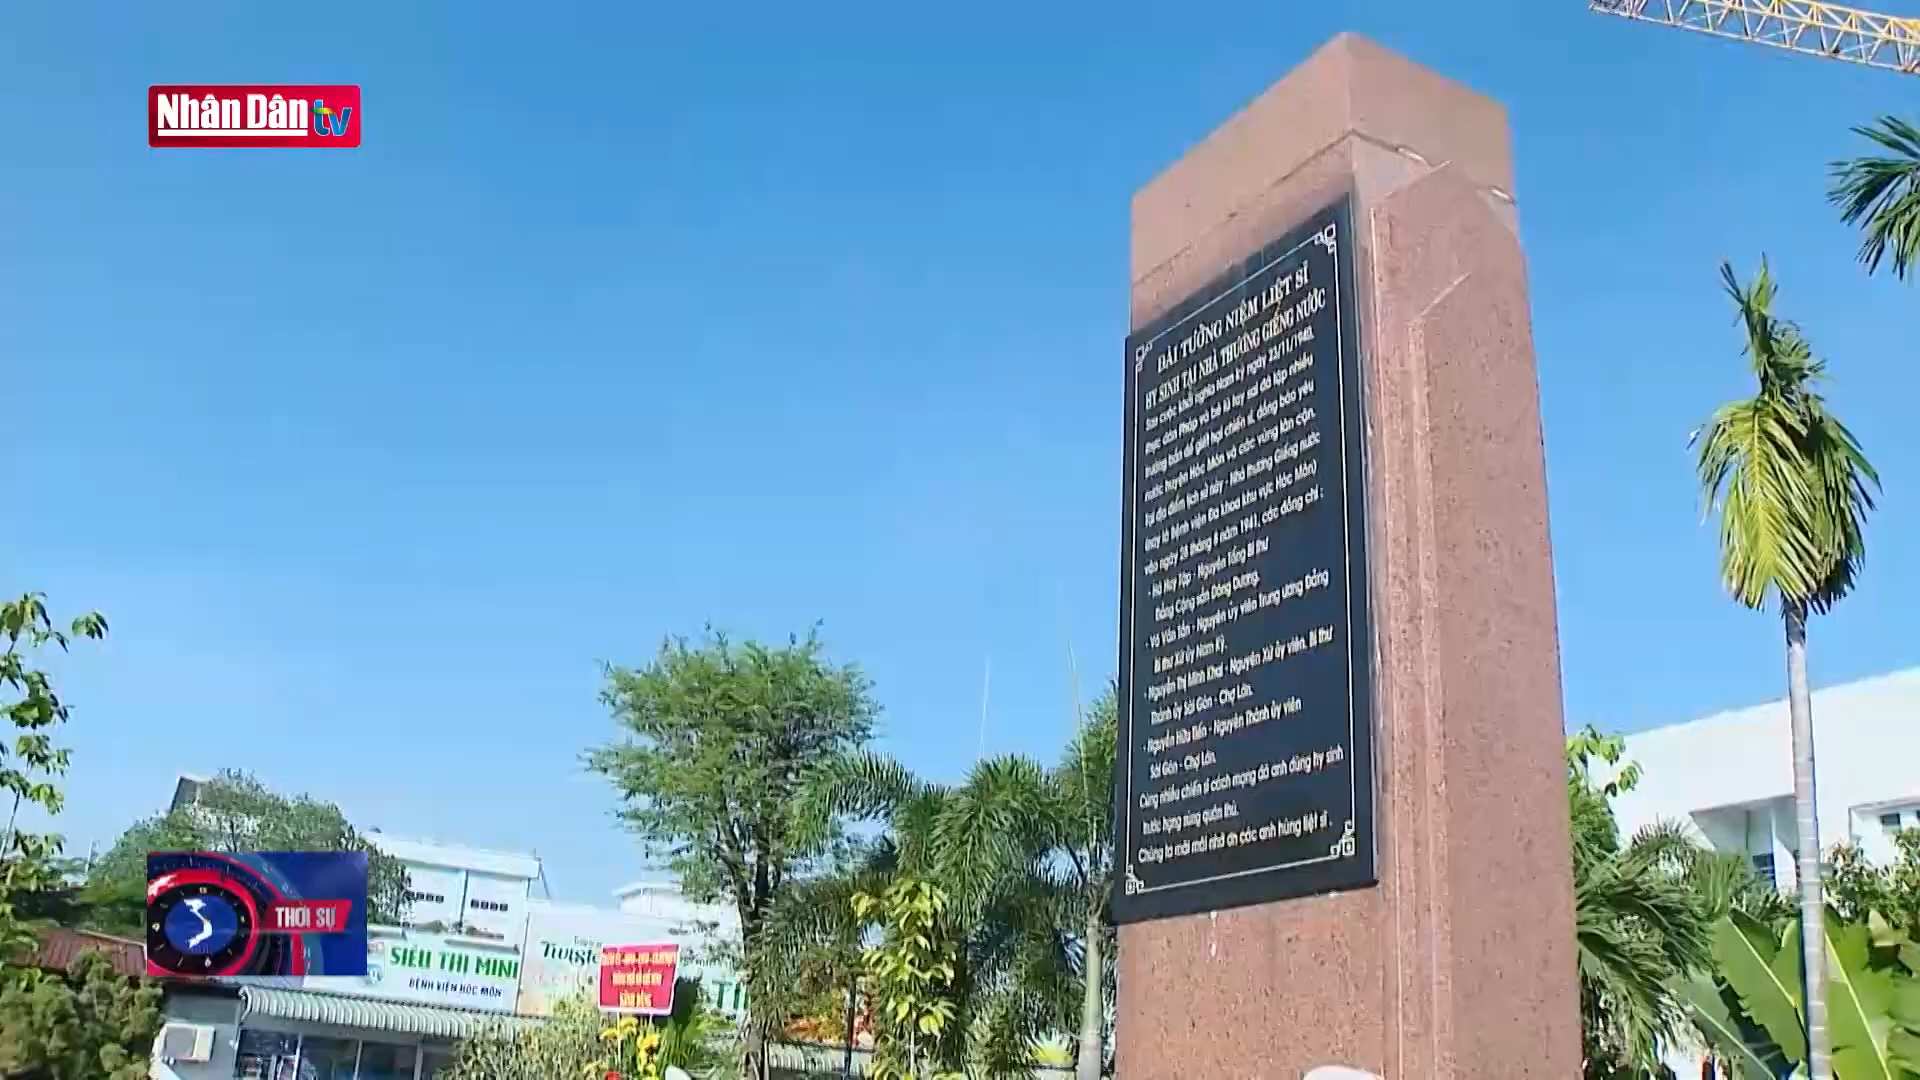 Nhân Dân tv
ĐÀI TƯỞNG NIỆM LIỆT SĨ
HY SINH TẠI NHÀ THƯƠNG GIẾNG NƯỚC
Sau cuộc khởi nghĩa Nam Kỳ ngày 23/11/1940,
thực dân Pháp và bè lũ tay sai đã lập nhiều
trường bắn để giết hại chiến sĩ, đồng bào yêu
nước huyện Hóc Môn và các vùng lân cận.
Tại địa điểm lịch sử này - Nhà thương Giếng nước
(nay là Bệnh viện Đa khoa khu vực Hóc Môn)
vào ngày 28 tháng 8 năm 1941, các đồng chí :
- Hà Huy Tập - Nguyên Tổng Bí thư
Đảng Cộng sản Đông Dương.
- Võ Văn Tần - Nguyên Ủy viên Trung ương Đảng
Bí thư Xứ ủy Nam Kỳ.
- Nguyễn Thị Minh Khai - Nguyên Xứ ủy viên, Bí thư
Thành ủy Sài Gòn - Chợ Lớn.
- Nguyễn Hữu Tiến - Nguyên Thành ủy viên
Sài Gòn - Chợ Lớn.
Cùng nhiều chiến sĩ cách mạng đã anh dũng hy sinh
trước họng súng quân thù.
Chúng ta mãi mãi nhớ ơn các anh hùng liệt sĩ .
THỜI SỰ
SIÊU THỊ MINI
BỆNH VIỆN HÓC MÔN